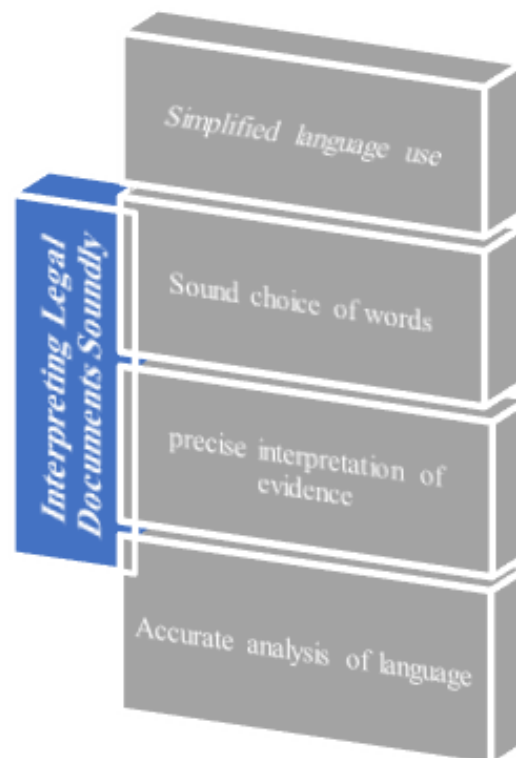 Simplified language use
Interpreting Legal
Documents Soundly
Sound choice of words
precise interpretation of
evidence
Accurate analysis of language